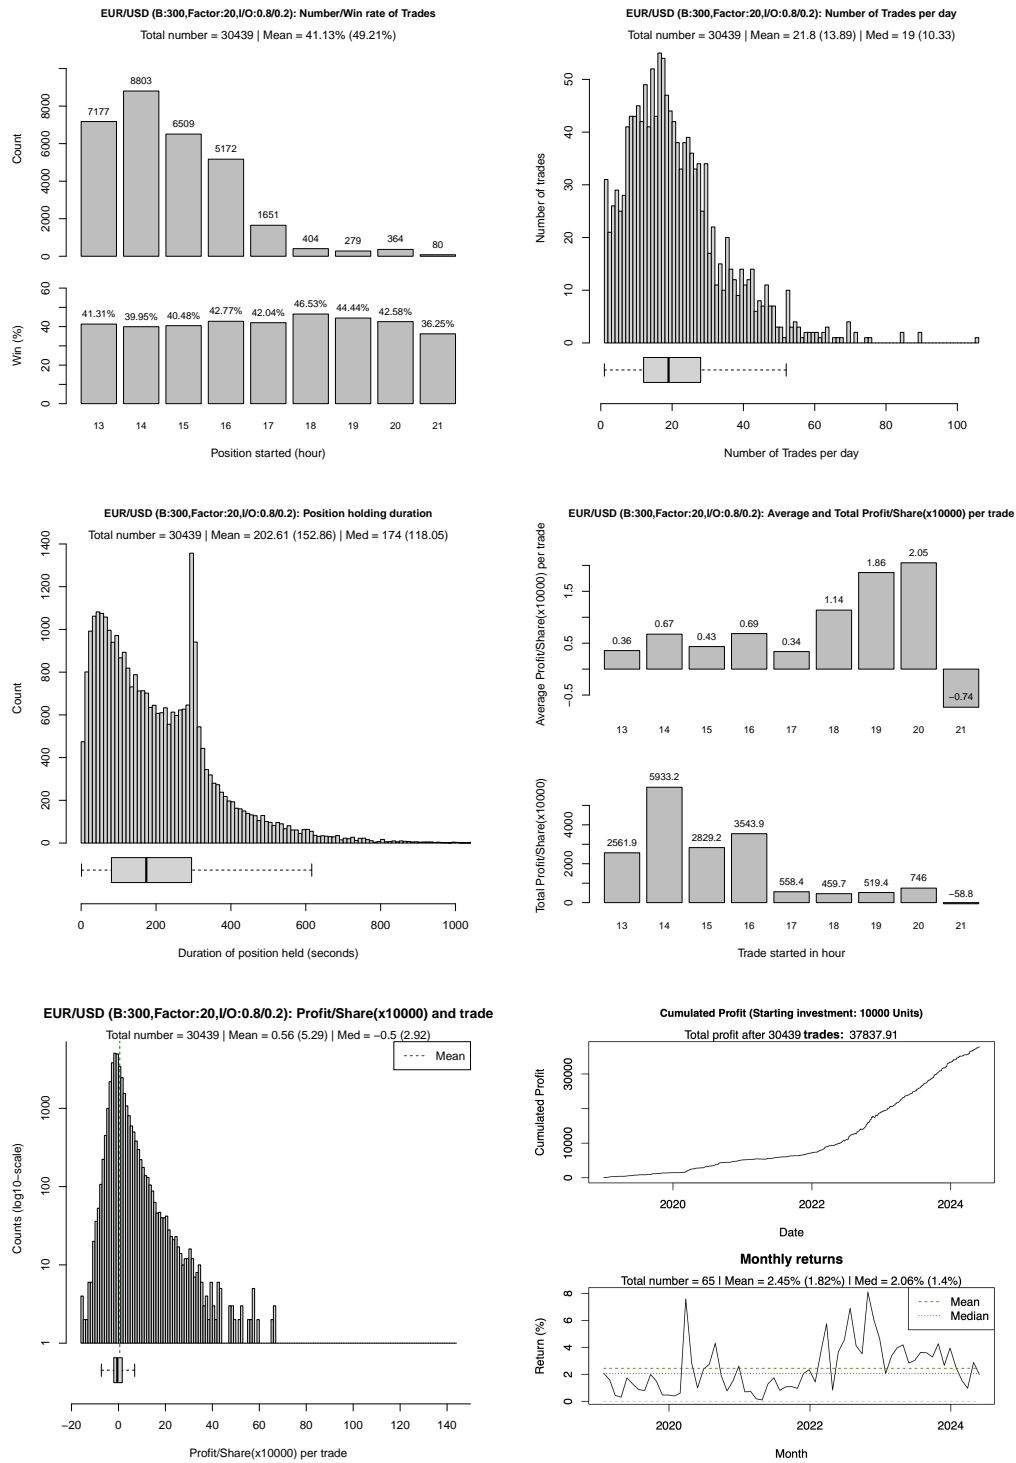 EUR/USD (B:300,Factor:20,I/O:0.8/0.2): Number/Win rate of Trades
Total number = 30439 | Mean = 41.13% (49.21%)
Count
0
2000
4000
6000
8000
7177
8803
6509
5172
1651
404
279
364
80
Win (%)
0
20
40
60
41.31%
39.95%
40.48%
42.77%
42.04%
46.53%
44.44%
42.58%
36.25%
13 14 15 16 17 18 19 20 21
Position started (hour)
EUR/USD (B:300,Factor:20,I/O:0.8/0.2): Number of Trades per day
Total number = 30439 | Mean = 21.8 (13.89) | Med = 19 (10.33)
Number of trades
0
10
20
30
40
50
0 20 40 60 80 100
Number of Trades per day
EUR/USD (B:300,Factor:20,I/O:0.8/0.2): Position holding duration
Total number = 30439 | Mean = 202.61 (152.86) | Med = 174 (118.05)
Count
0
200
400
600
800
1000
1200
1400
0 200 400 600 800 1000
Duration of position held (seconds)
EUR/USD (B:300,Factor:20,I/O:0.8/0.2): Average and Total Profit/Share(x10000) per trade
Average Profit/Share(x10000) per trade
−0.5
0.5
1.5
0.36
0.67
0.43
0.69
0.34
1.14
1.86
2.05
−0.74
13 14 15 16 17 18 19 20 21
Total Profit/Share(x10000)
0
2000
4000
2561.9
5933.2
2829.2
3543.9
558.4
459.7
519.4
746
−58.8
13 14 15 16 17 18 19 20 21
Trade started in hour
EUR/USD (B:300,Factor:20,I/O:0.8/0.2): Profit/Share(x10000) and trade
Total number = 30439 | Mean = 0.56 (5.29) | Med = −0.5 (2.92)
Mean
Counts (log10−scale)
1
10
100
1000
−20 0 20 40 60 80 100 120 140
Profit/Share(x10000) per trade
Cumulated Profit (Starting investment: 10000 Units)
Total profit after 30439 trades: 37837.91
Cumulated Profit
0
10000
30000
2020 2022 2024
Date
Monthly returns
Total number = 65 | Mean = 2.45% (1.82%) | Med = 2.06% (1.4%)
Mean
Median
Return (%)
0
2
4
6
8
2020 2022 2024
Month